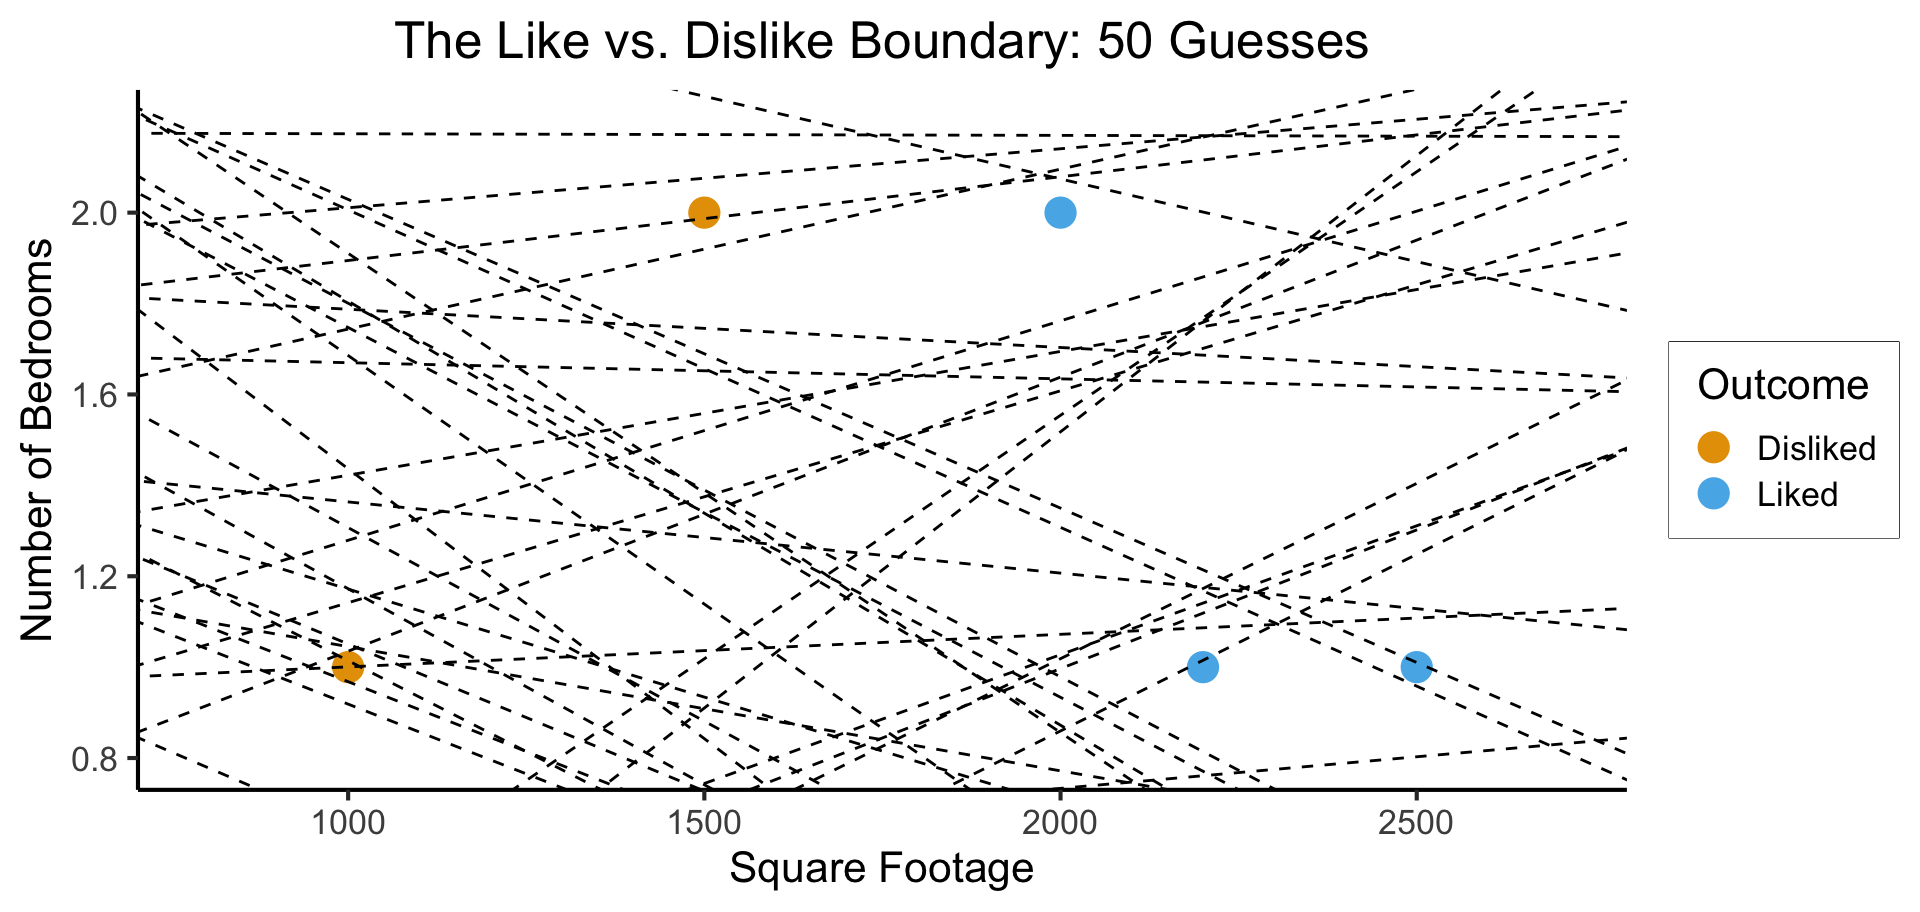 The Like vs. Dislike Boundary: 50 Guesses
Number of Bedrooms
2.0
1.6
1.2
0.8
1000
1500
2000
2500
Square Footage
Outcome
Disliked
Liked